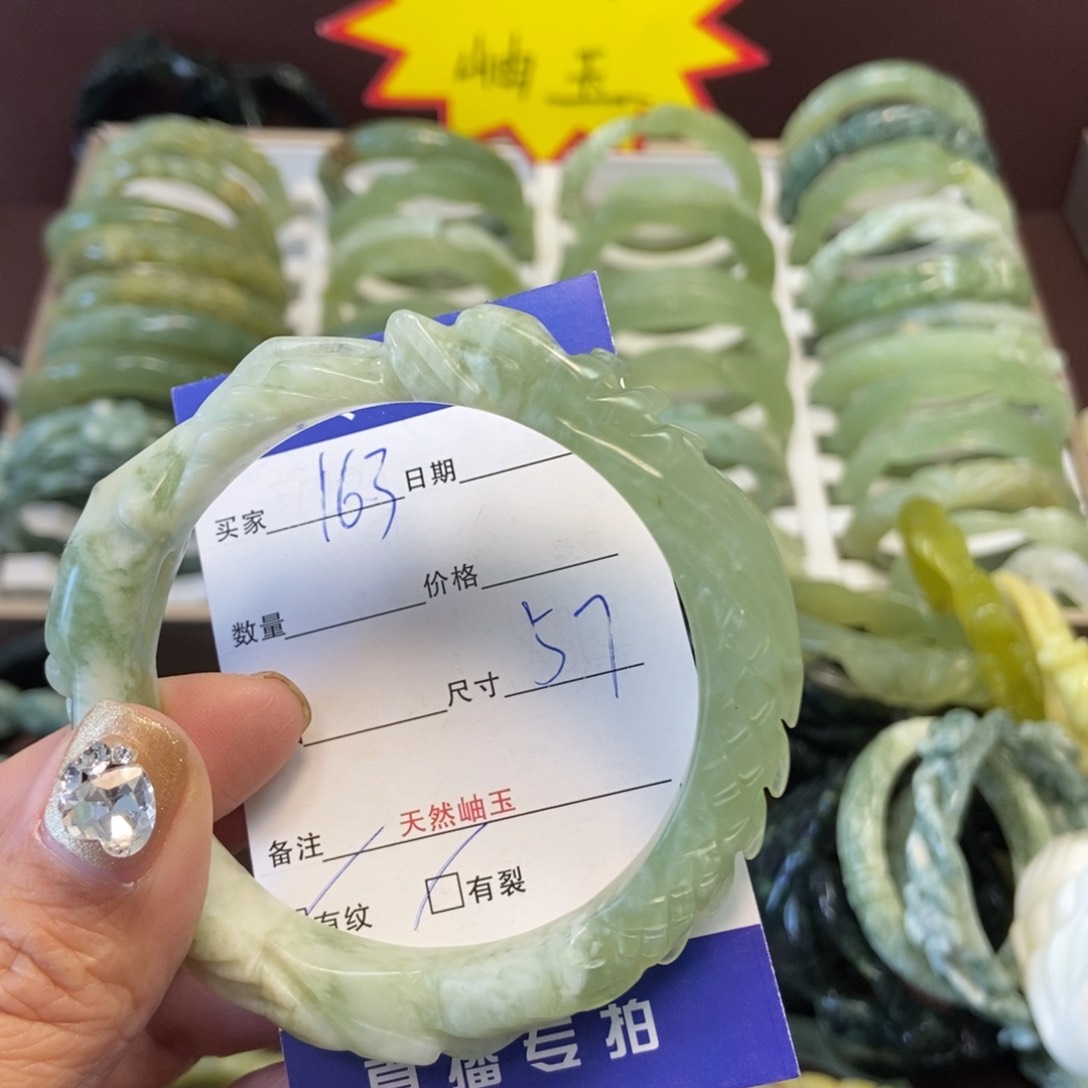 岫玉
买家 163 日期
数量 价格
尺寸 57
天然岫玉
备注
有纹 有裂
直播专拍